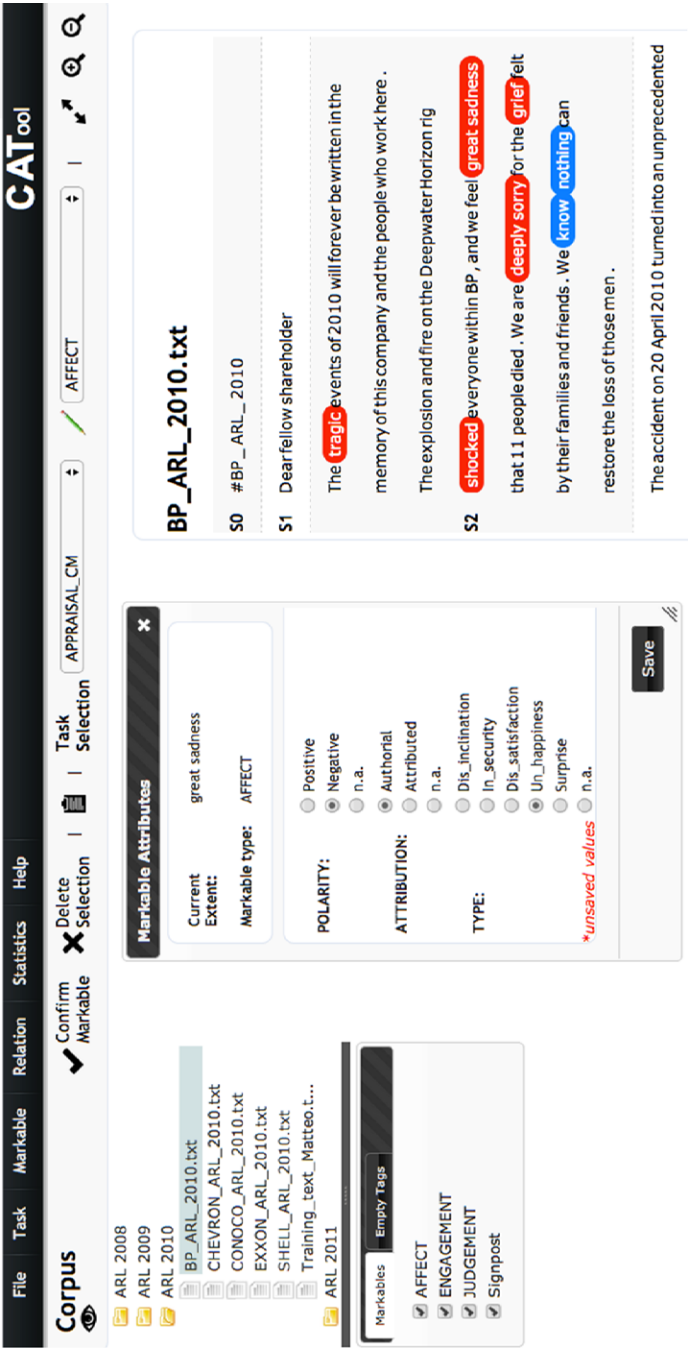 File Task Markable Relation Statistics Help
CATool
Corpus
Confirm Markable
Delete Selection
Task Selection
APPRAISAL_CM
AFFECT
ARL 2008
ARL 2009
ARL 2010
BP_ARL_2010.txt
CHEVRON_ARL_2010.txt
CONOCO_ARL_2010.txt
EXXON_ARL_2010.txt
SHELL_ARL_2010.txt
Training_text_Matteo.t...
ARL 2011
Markables Empty Tags
AFFECT
ENGAGEMENT
JUDGEMENT
Signpost
Markable Attributes
Current Extent: great sadness
Markable type: AFFECT
POLARITY:
Positive
Negative
n.a.
ATTRIBUTION:
Authorial
Attributed
n.a.
TYPE:
Dis_inclination
In_security
Dis_satisfaction
Un_happiness
Surprise
n.a.
*unsaved values
Save
BP_ARL_2010.txt
S0 #BP_ARL_ 2010
S1 Dear fellow shareholder
The tragic events of 2010 will forever be written in the
memory of this company and the people who work here .
The explosion and fire on the Deepwater Horizon rig
S2 shocked everyone within BP , and we feel great sadness
that 11 people died . We are deeply sorry for the grief felt
by their families and friends . We know nothing can
restore the loss of those men .
The accident on 20 April 2010 turned into an unprecedented